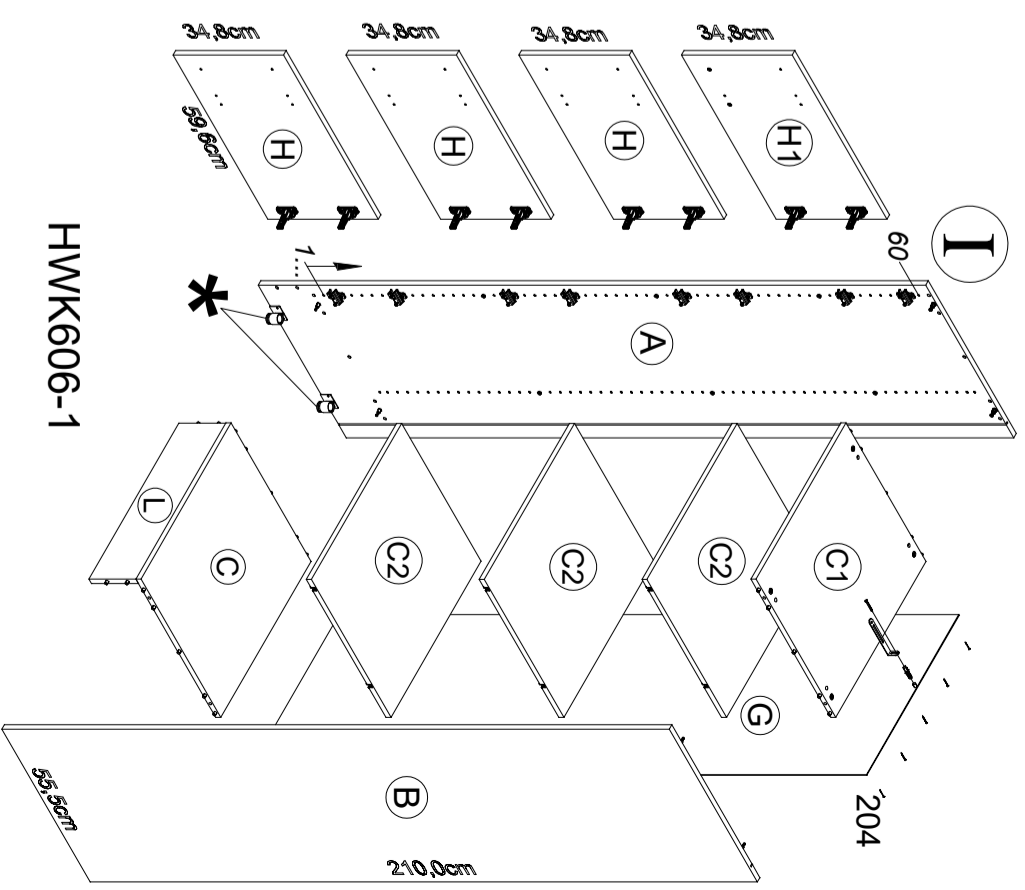 I
34,8cm
34,8cm
34,8cm
34,8cm
59,6cm
H
H
H
H1
60
1
A
*
L
C
C2
C2
C2
C1
G
204
B
55,5cm
210,0cm
HWK606-1